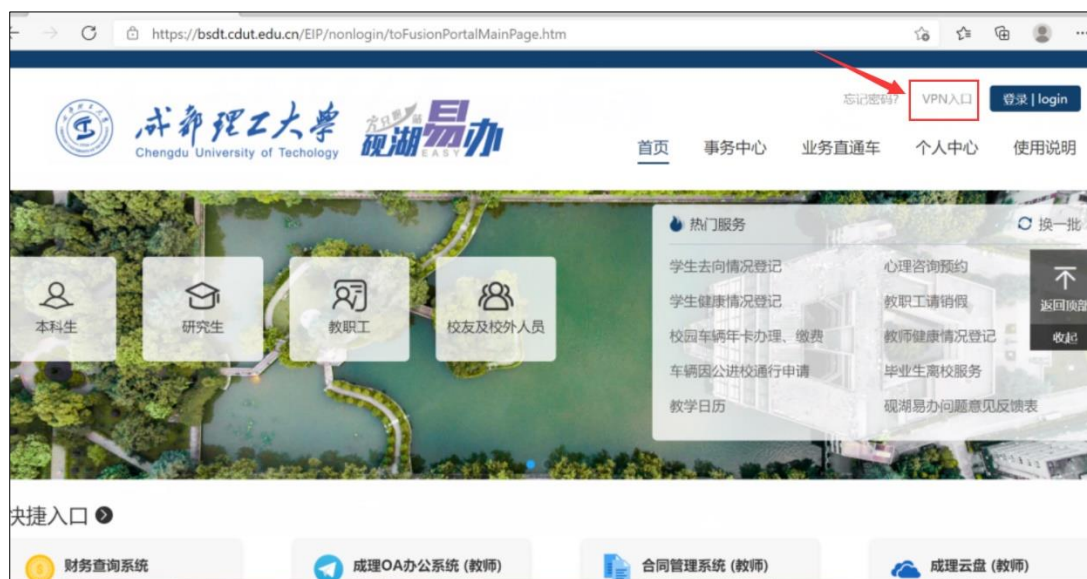 https://bsdt.cdut.edu.cn/EIP/nonlogin/toFusionPortalMainPage.htm
忘记密码? VPN入口 登录 | login
成都理工大学
Chengdu University of Techology
砚湖易办
EASY
首页 事务中心 业务直通车 个人中心 使用说明
热门服务 换一批
学生去向情况登记 心理咨询预约
学生健康情况登记 教职工请销假
校园车辆年卡办理、缴费 教师健康情况登记
车辆因公进校通行申请 毕业生离校服务
教学日历 砚湖易办问题意见反馈表
本科生 研究生 教职工 校友及校外人员
返回顶部
收起
快捷入口
财务查询系统 成理OA办公系统 (教师) 合同管理系统 (教师) 成理云盘 (教师)